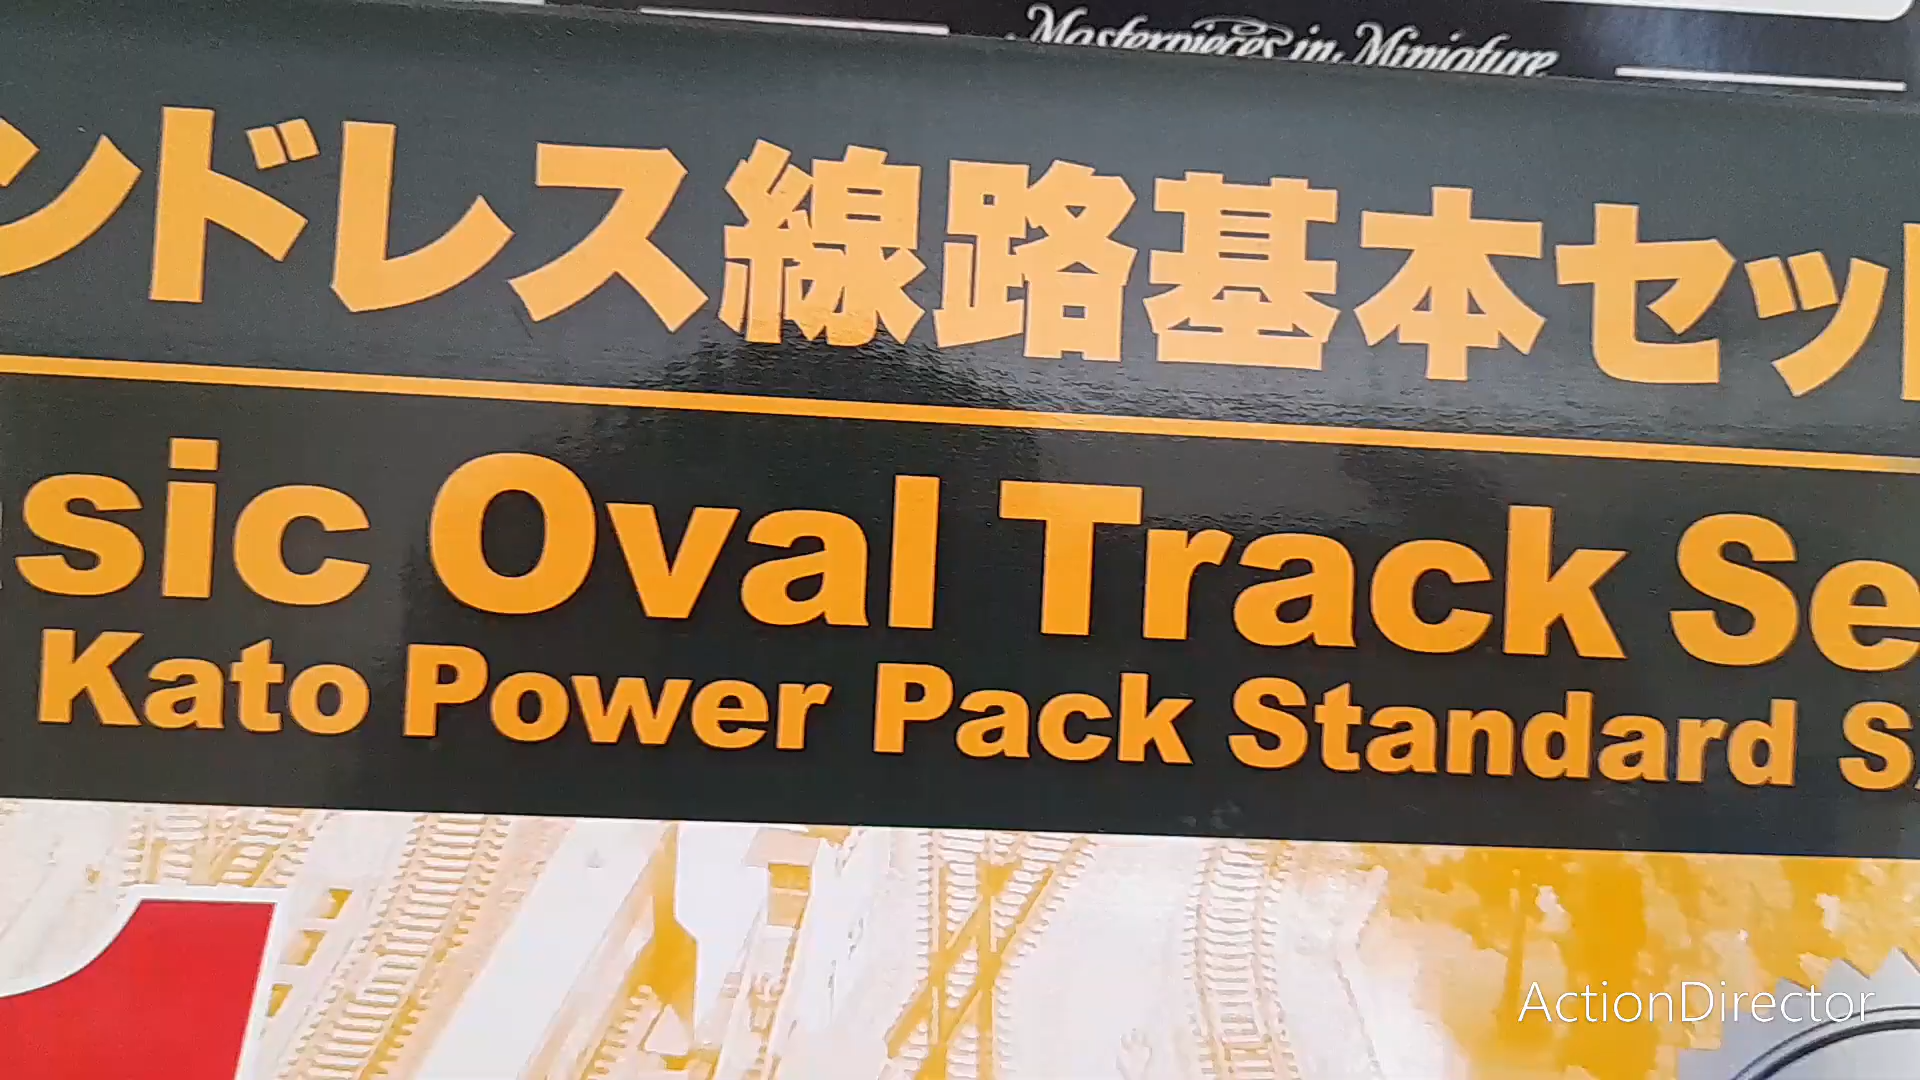 Masterpieces in Miniature
ンドレス線路基本セッ
sic Oval Track Se
Kato Power Pack Standard S
1
ActionDirector